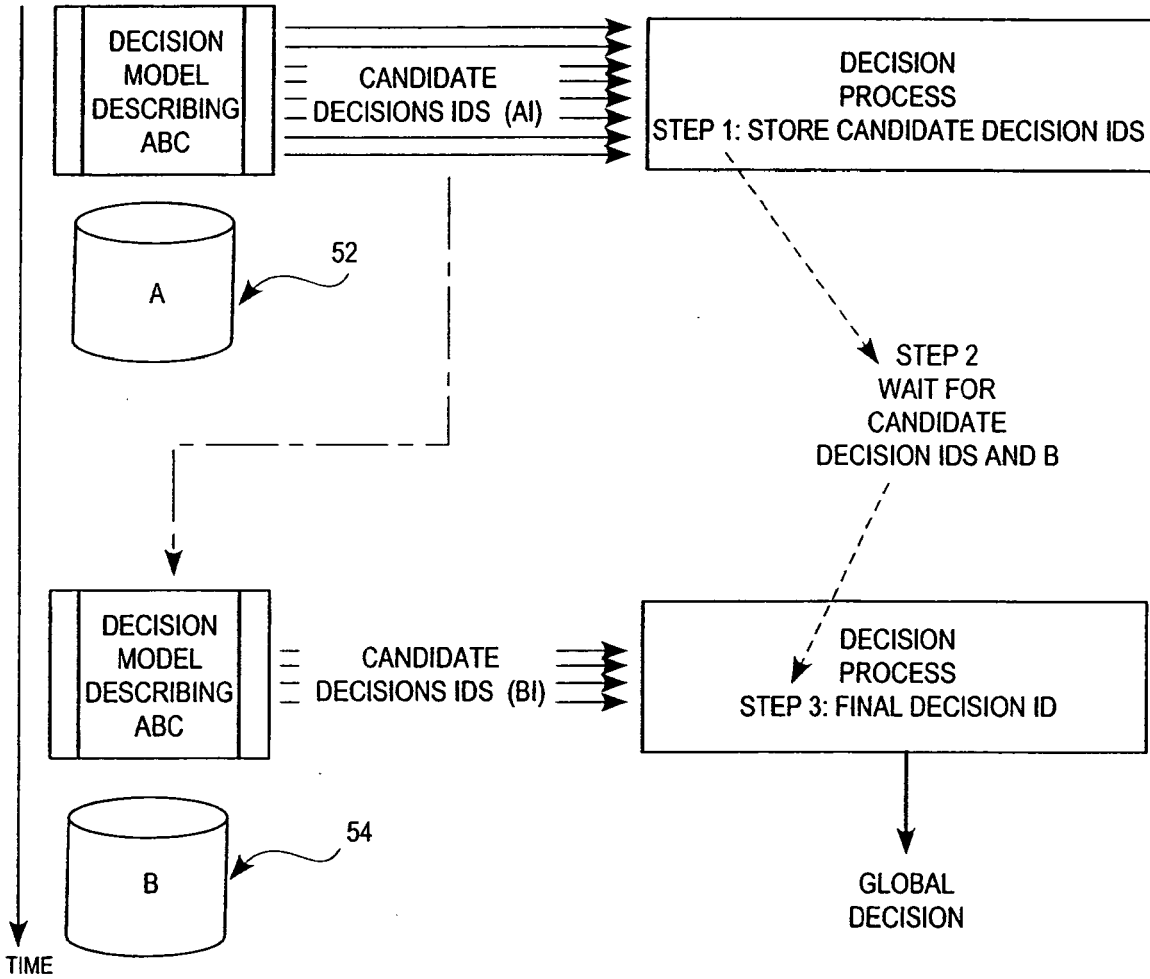 DECISION
MODEL
DESCRIBING
ABC
CANDIDATE
DECISIONS IDS (AI)
DECISION
PROCESS
STEP 1: STORE CANDIDATE DECISION IDS
A
52
STEP 2
WAIT FOR
CANDIDATE
DECISION IDS AND B
DECISION
MODEL
DESCRIBING
ABC
CANDIDATE
DECISIONS IDS (BI)
DECISION
PROCESS
STEP 3: FINAL DECISION ID
B
54
GLOBAL
DECISION
TIME